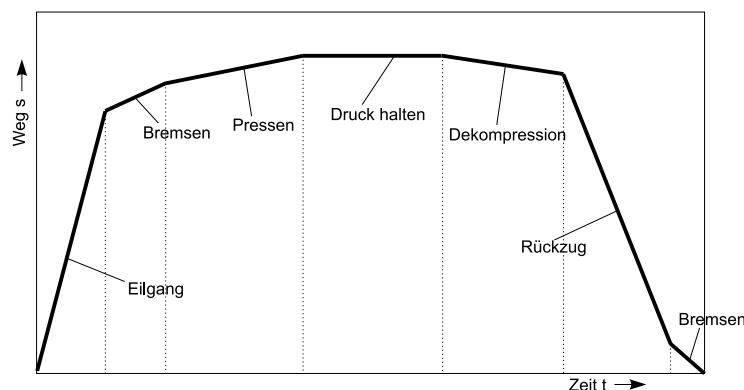 Weg s
Bremsen
Pressen
Druck halten
Dekompression
Eilgang
Rückzug
Bremsen
Zeit t